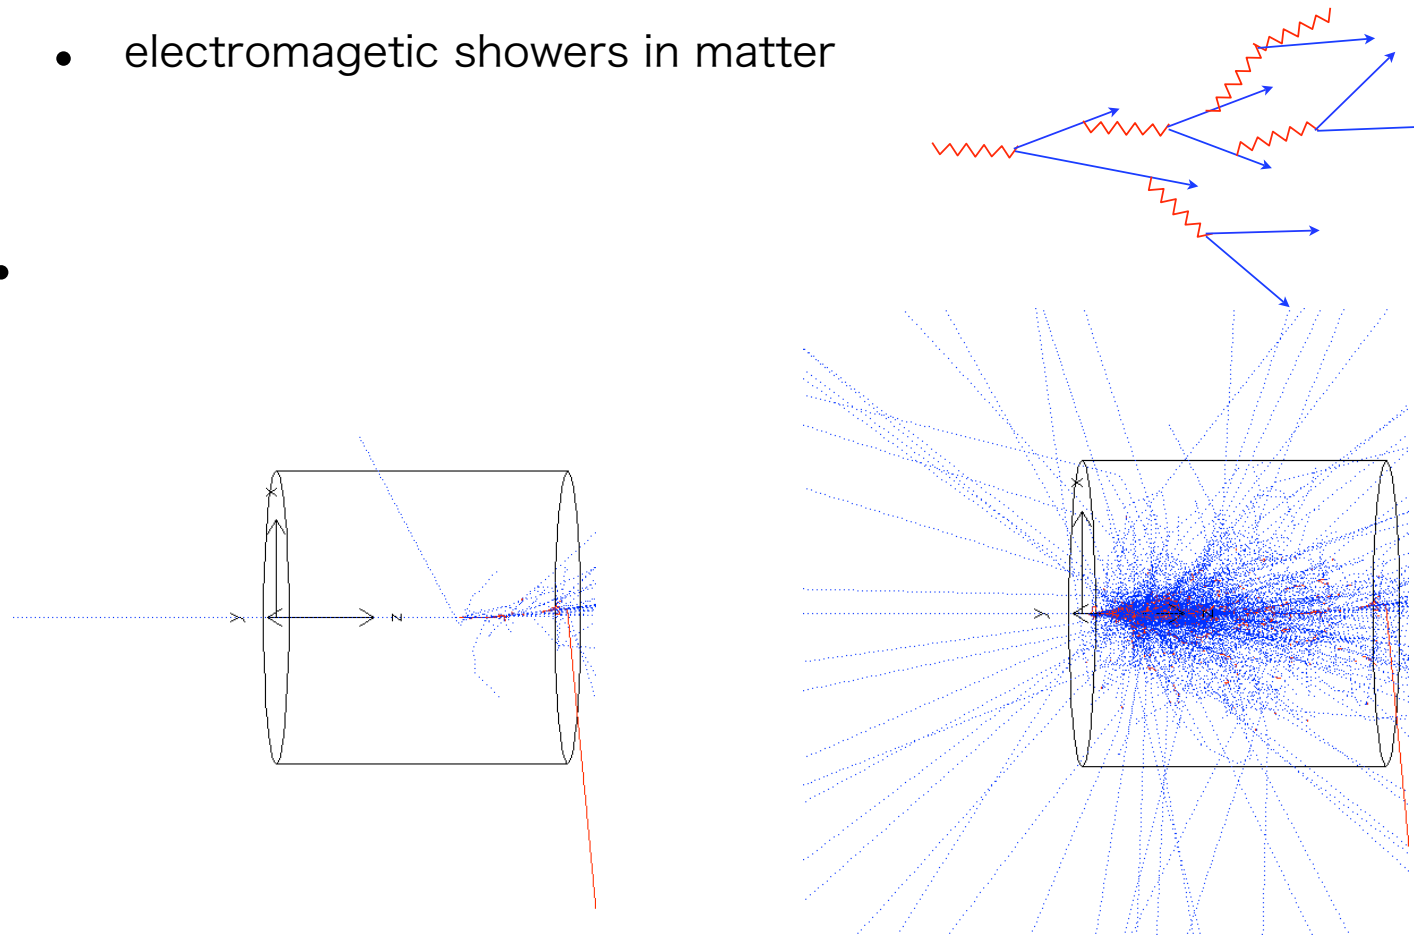 • electromagetic showers in matter
•
x
y
z
x
y
z